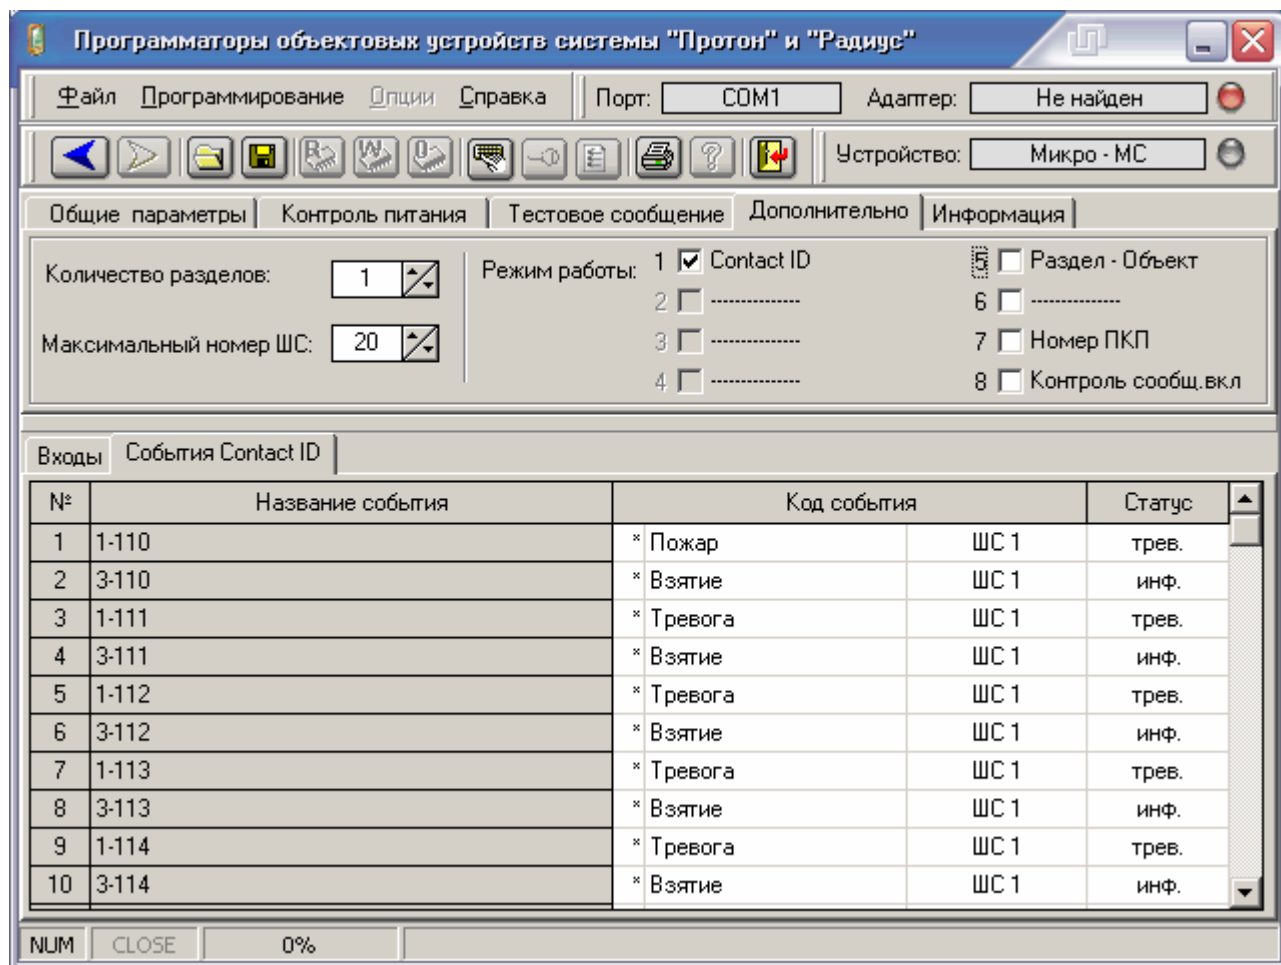 Программаторы объектовых устройств системы "Протон" и "Радиус"
Файл Программирование Опции Справка Порт: COM1 Адаптер: Не найден
R W O ? Устройство: Микро - МС
Общие параметры Контроль питания Тестовое сообщение Дополнительно Информация
Количество разделов: 1 Режим работы: 1 Contact ID 5 Раздел - Объект
2 -------------- 6 --------------
Максимальный номер ШС: 20 3 -------------- 7 Номер ПКП
4 -------------- 8 Контроль сообщ.вкл
Входы События Contact ID
№ Название события Код события Статус
1 1-110 * Пожар ШС 1 трев.
2 3-110 * Взятие ШС 1 инф.
3 1-111 * Тревога ШС 1 трев.
4 3-111 * Взятие ШС 1 инф.
5 1-112 * Тревога ШС 1 трев.
6 3-112 * Взятие ШС 1 инф.
7 1-113 * Тревога ШС 1 трев.
8 3-113 * Взятие ШС 1 инф.
9 1-114 * Тревога ШС 1 трев.
10 3-114 * Взятие ШС 1 инф.
NUM CLOSE 0%